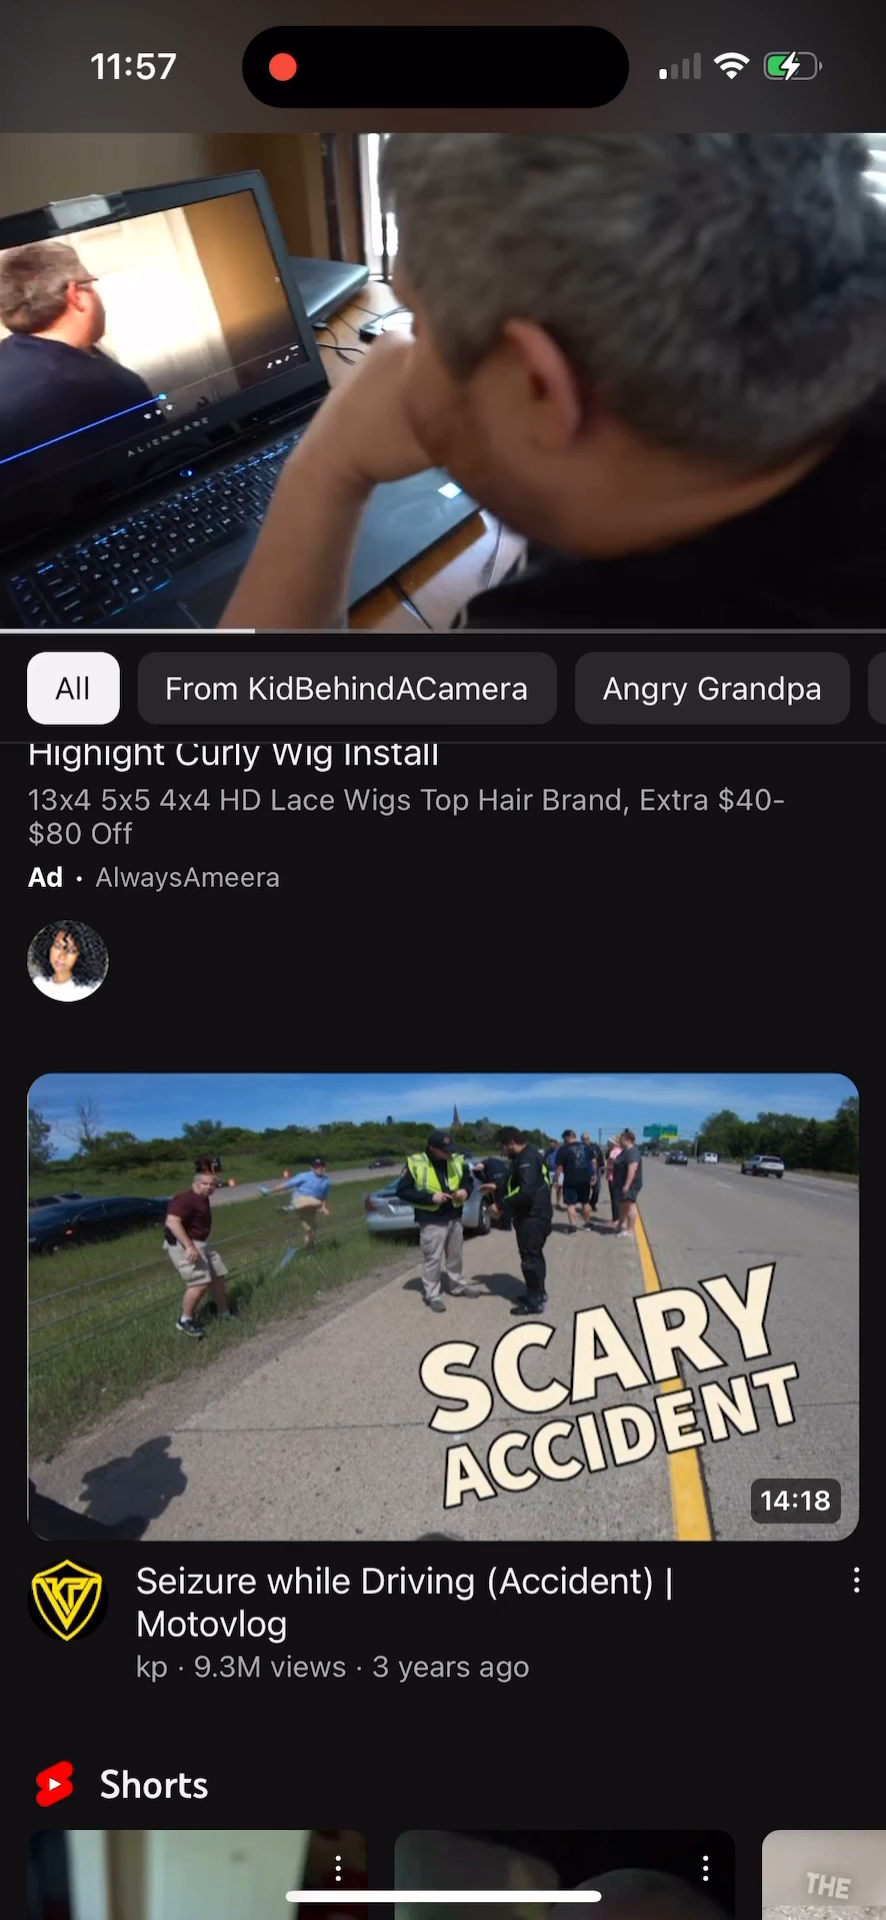 11:57
ALIENWARE
All
From KidBehindACamera
Angry Grandpa
Highight Curly Wig Install
13x4 5x5 4x4 HD Lace Wigs Top Hair Brand, Extra $40-
$80 Off
Ad · AlwaysAmeera
SCARY
ACCIDENT
14:18
Seizure while Driving (Accident) |
Motovlog
kp · 9.3M views · 3 years ago
Shorts
THE